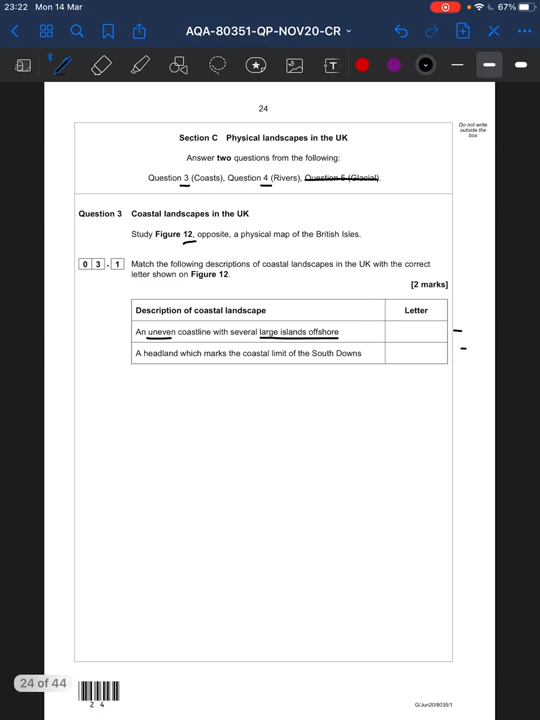 23:22 Mon 14 Mar
67%
AQA-80351-QP-NOV20-CR
T
24
Do not write
outside the
box
Section C Physical landscapes in the UK
Answer two questions from the following:
Question 3 (Coasts), Question 4 (Rivers), Question 5 (Glacial).
Question 3 Coastal landscapes in the UK
Study Figure 12, opposite, a physical map of the British Isles.
0 3 . 1 Match the following descriptions of coastal landscapes in the UK with the correct
letter shown on Figure 12.
[2 marks]
Description of coastal landscape Letter
An uneven coastline with several large islands offshore
A headland which marks the coastal limit of the South Downs
24 of 44
2 4
G/Jun20/8035/1